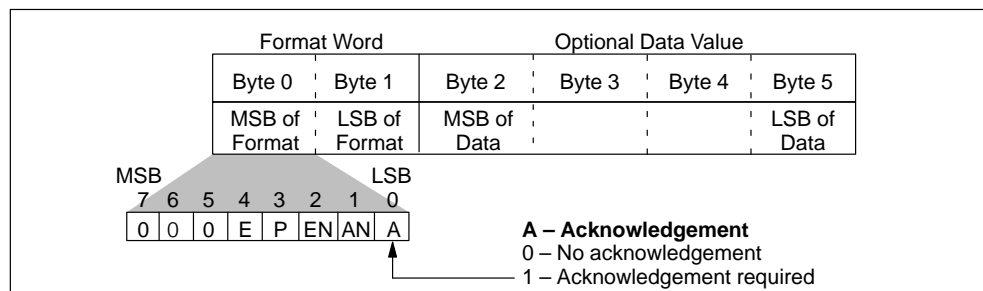 Format Word Optional Data Value
Byte 0 Byte 1 Byte 2 Byte 3 Byte 4 Byte 5
MSB of LSB of MSB of LSB of
Format Format Data Data
MSB LSB
7 6 5 4 3 2 1 0
0 0 0 E P EN AN A
A – Acknowledgement
0 – No acknowledgement
1 – Acknowledgement required